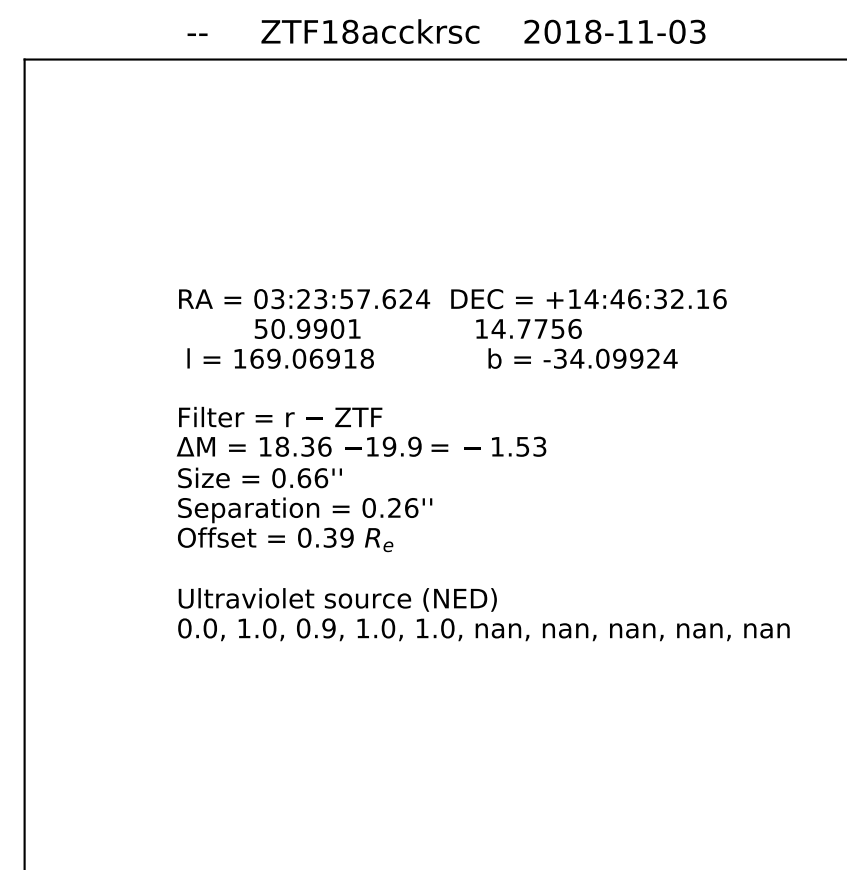 -- ZTF18acckrsc 2018-11-03
RA = 03:23:57.624 DEC = +14:46:32.16
50.9901 14.7756
l = 169.06918 b = -34.09924
Filter = r − ZTF
ΔM = 18.36 −19.9 = − 1.53
Size = 0.66''
Separation = 0.26''
Offset = 0.39 Re
Ultraviolet source (NED)
0.0, 1.0, 0.9, 1.0, 1.0, nan, nan, nan, nan, nan